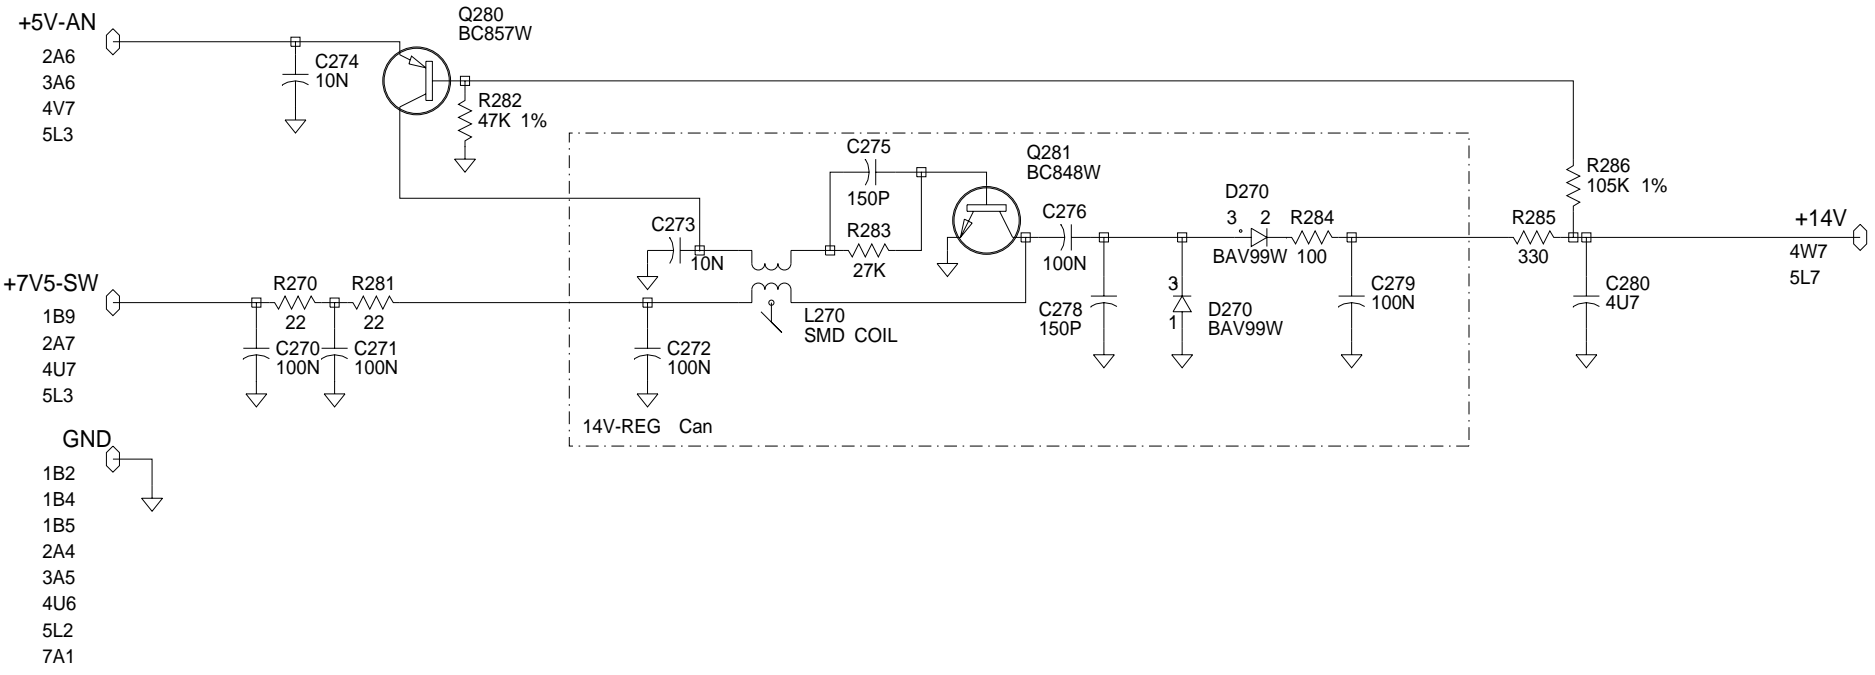 +5V-AN
2A6
3A6
4V7
5L3
C274
10N
Q280
BC857W
R282
47K 1%
C275
150P
R283
27K
Q281
BC848W
C273
10N
C276
100N
D270
3 2
BAV99W
R284
100
R285
330
R286
105K 1%
+14V
4W7
5L7
+7V5-SW
1B9
2A7
4U7
5L3
R270
22
R281
22
C270
100N
C271
100N
C272
100N
L270
SMD COIL
C278
150P
3
1
D270
BAV99W
C279
100N
C280
4U7
14V-REG Can
GND
1B2
1B4
1B5
2A4
3A5
4U6
5L2
7A1